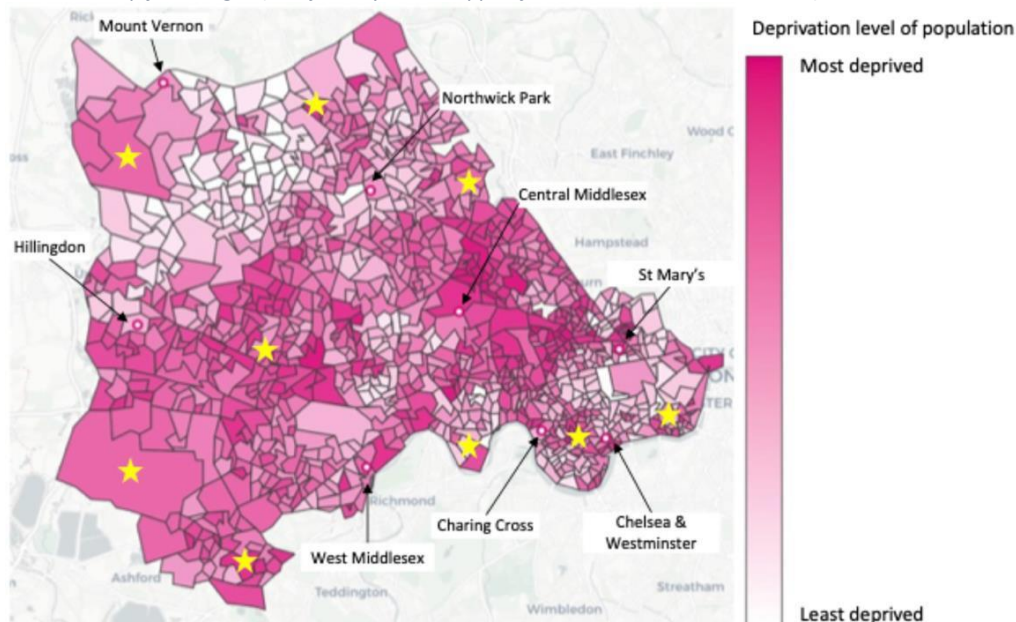 Deprivation level of population
Mount Vernon
Most deprived
Northwick Park
Wood
East Finchley
Central Middlesex
Hillingdon
Hampstead
St Mary's
Richmond
Charing Cross
Chelsea &
Westminster
West Middlesex
Ashford
Teddington
Streatham
Wimbledon
Least deprived